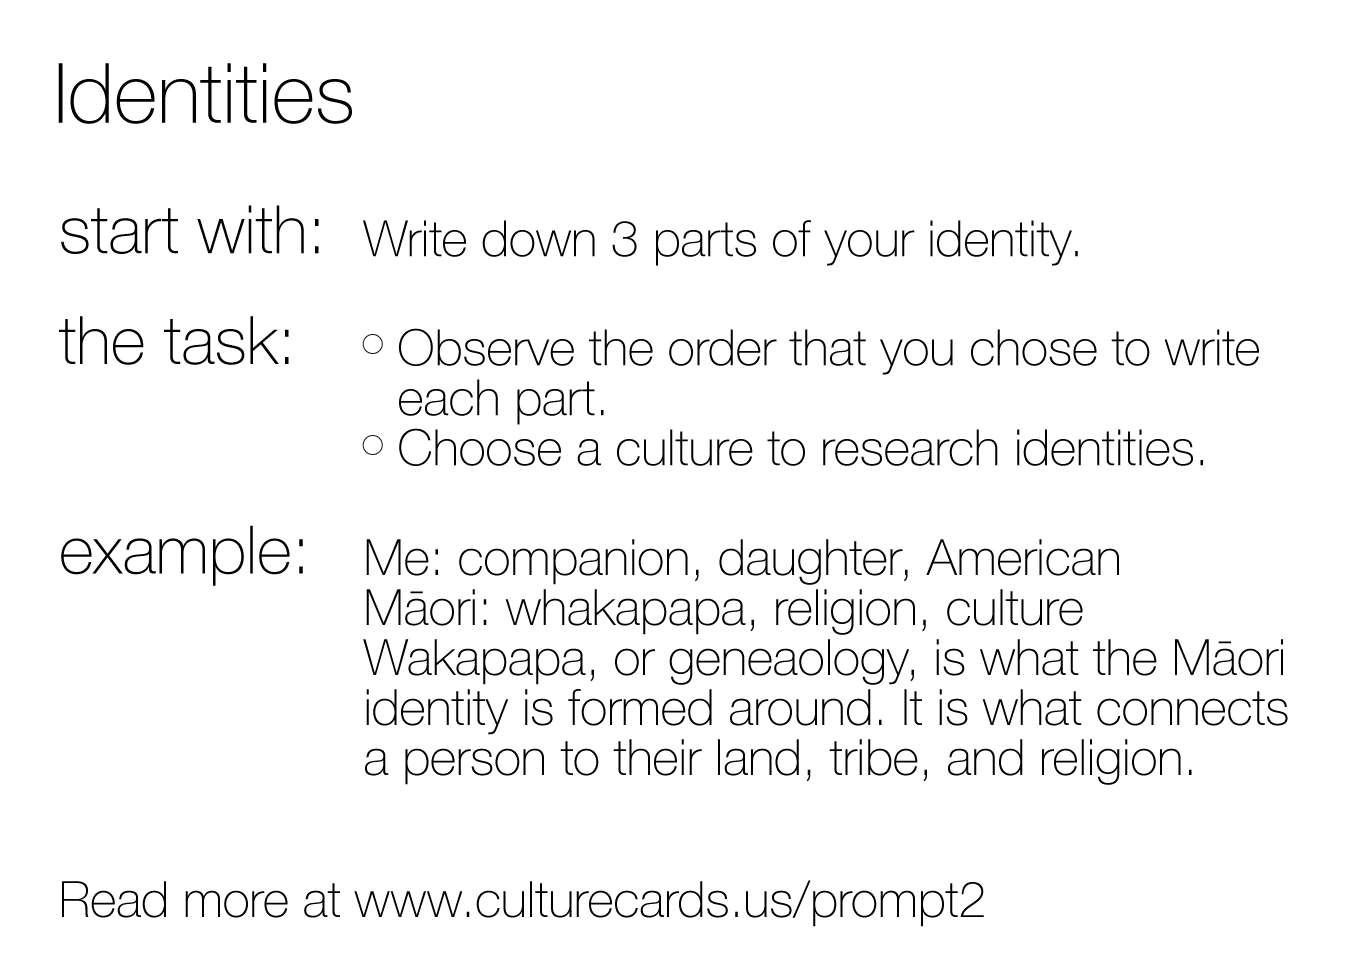 Identities
start with: Write down 3 parts of your identity.
the task: ○ Observe the order that you chose to write
each part.
○ Choose a culture to research identities.
example: Me: companion, daughter, American
Māori: whakapapa, religion, culture
Wakapapa, or geneaology, is what the Māori
identity is formed around. It is what connects
a person to their land, tribe, and religion.
Read more at www.culturecards.us/prompt2